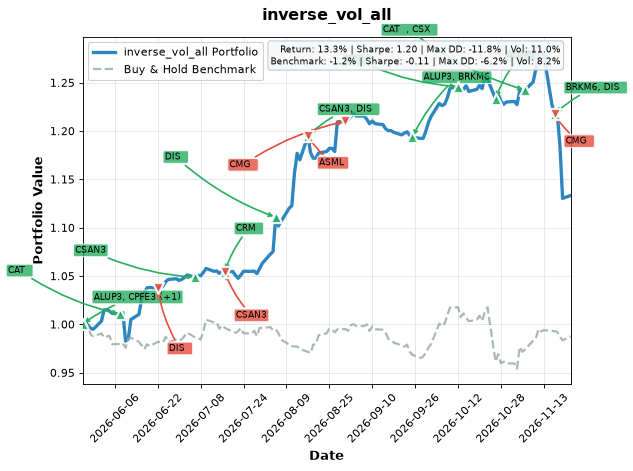 inverse_vol_all
CAT , CSX
inverse_vol_all Portfolio
Buy & Hold Benchmark
Return: 13.3% | Sharpe: 1.20 | Max DD: -11.8% | Vol: 11.0%
Benchmark: -1.2% | Sharpe: -0.11 | Max DD: -6.2% | Vol: 8.2%
ALUP3, BRKM6
BRKM6, DIS
CSAN3, DIS
CMG
CMG
ASML
DIS
CRM
CSAN3
CAT
ALUP3, CPFE3 (+1)
CSAN3
DIS
Portfolio Value
1.25
1.20
1.15
1.10
1.05
1.00
0.95
2026-06-06
2026-06-22
2026-07-08
2026-07-24
2026-08-09
2026-08-25
2026-09-10
2026-09-26
2026-10-12
2026-10-28
2026-11-13
Date